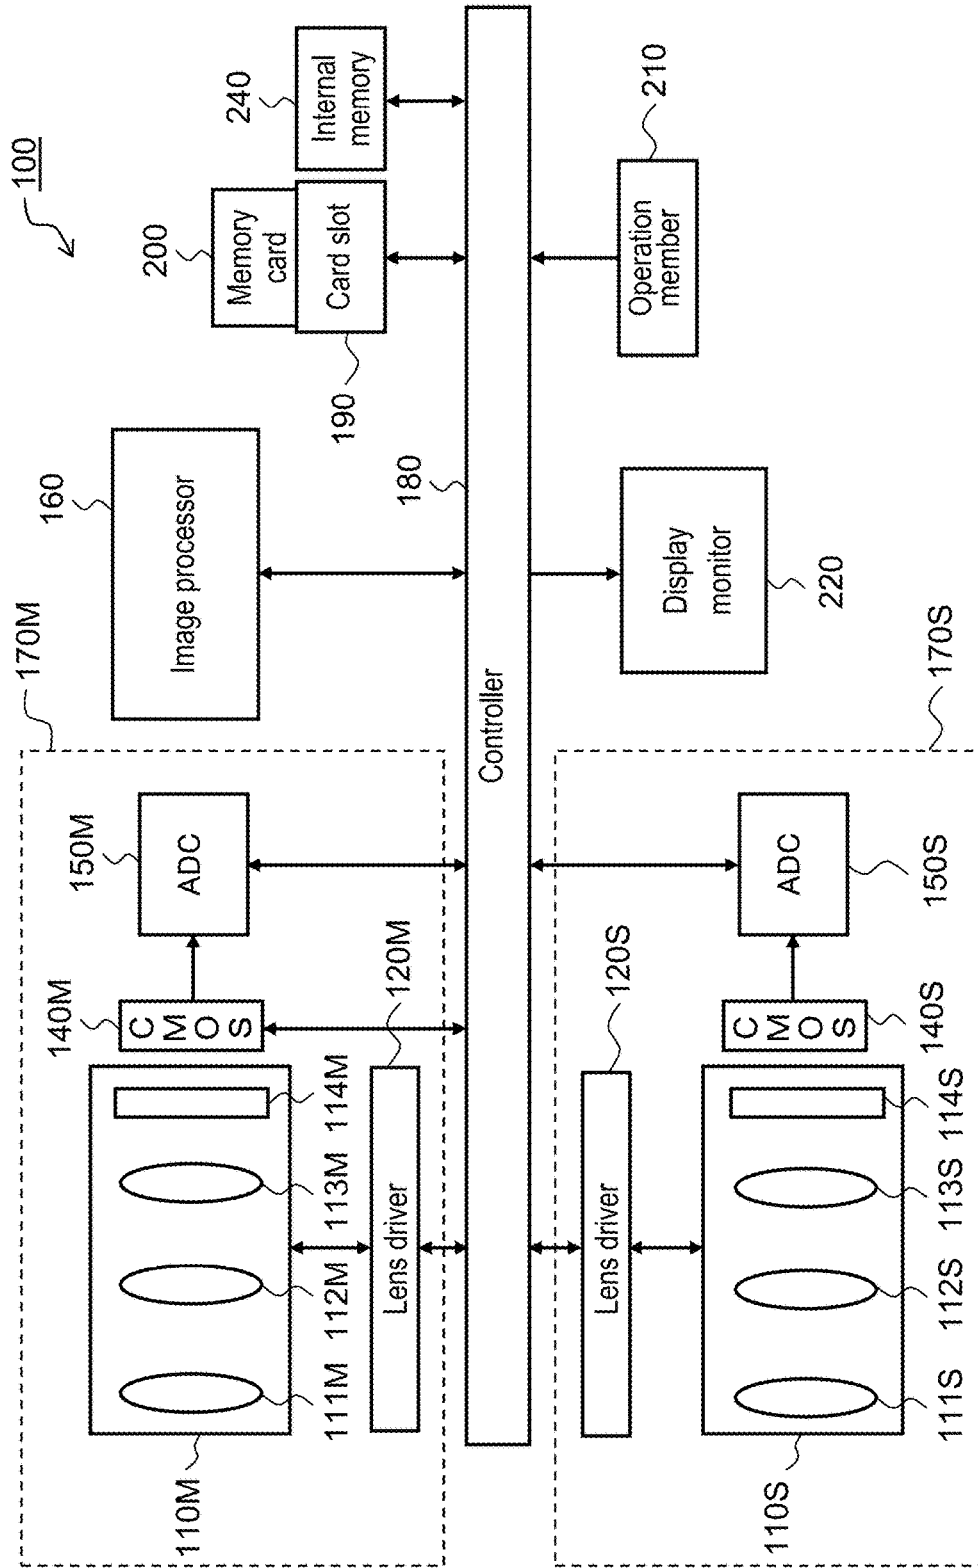 100
170M
160
Image processor
200
Memory
card
Card slot
190
240
Internal
memory
110M
111M
112M
113M
114M
140M
CMOS
150M
ADC
120M
Lens driver
180
Controller
120S
Lens driver
110S
111S
112S
113S
114S
140S
CMOS
150S
ADC
170S
Display
monitor
220
Operation
member
210